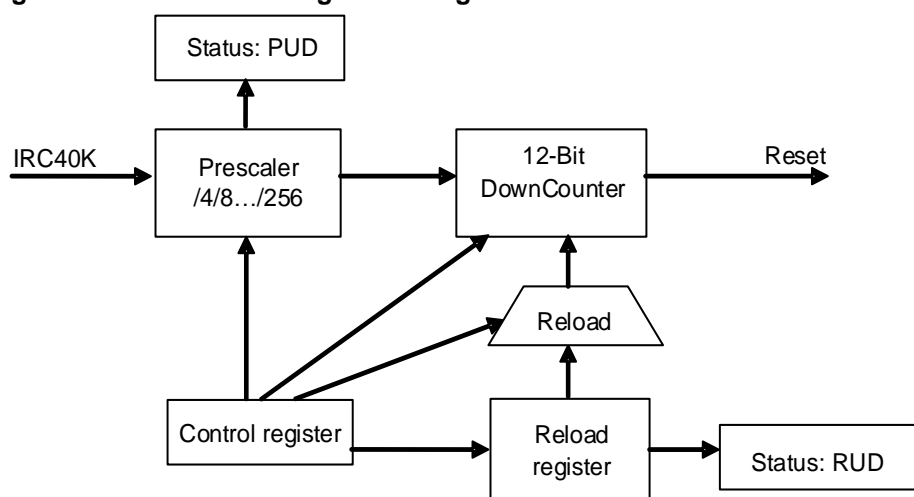 Status: PUD
IRC40K
Prescaler
/4/8.../256
12-Bit
DownCounter
Reset
Reload
Control register
Reload
register
Status: RUD